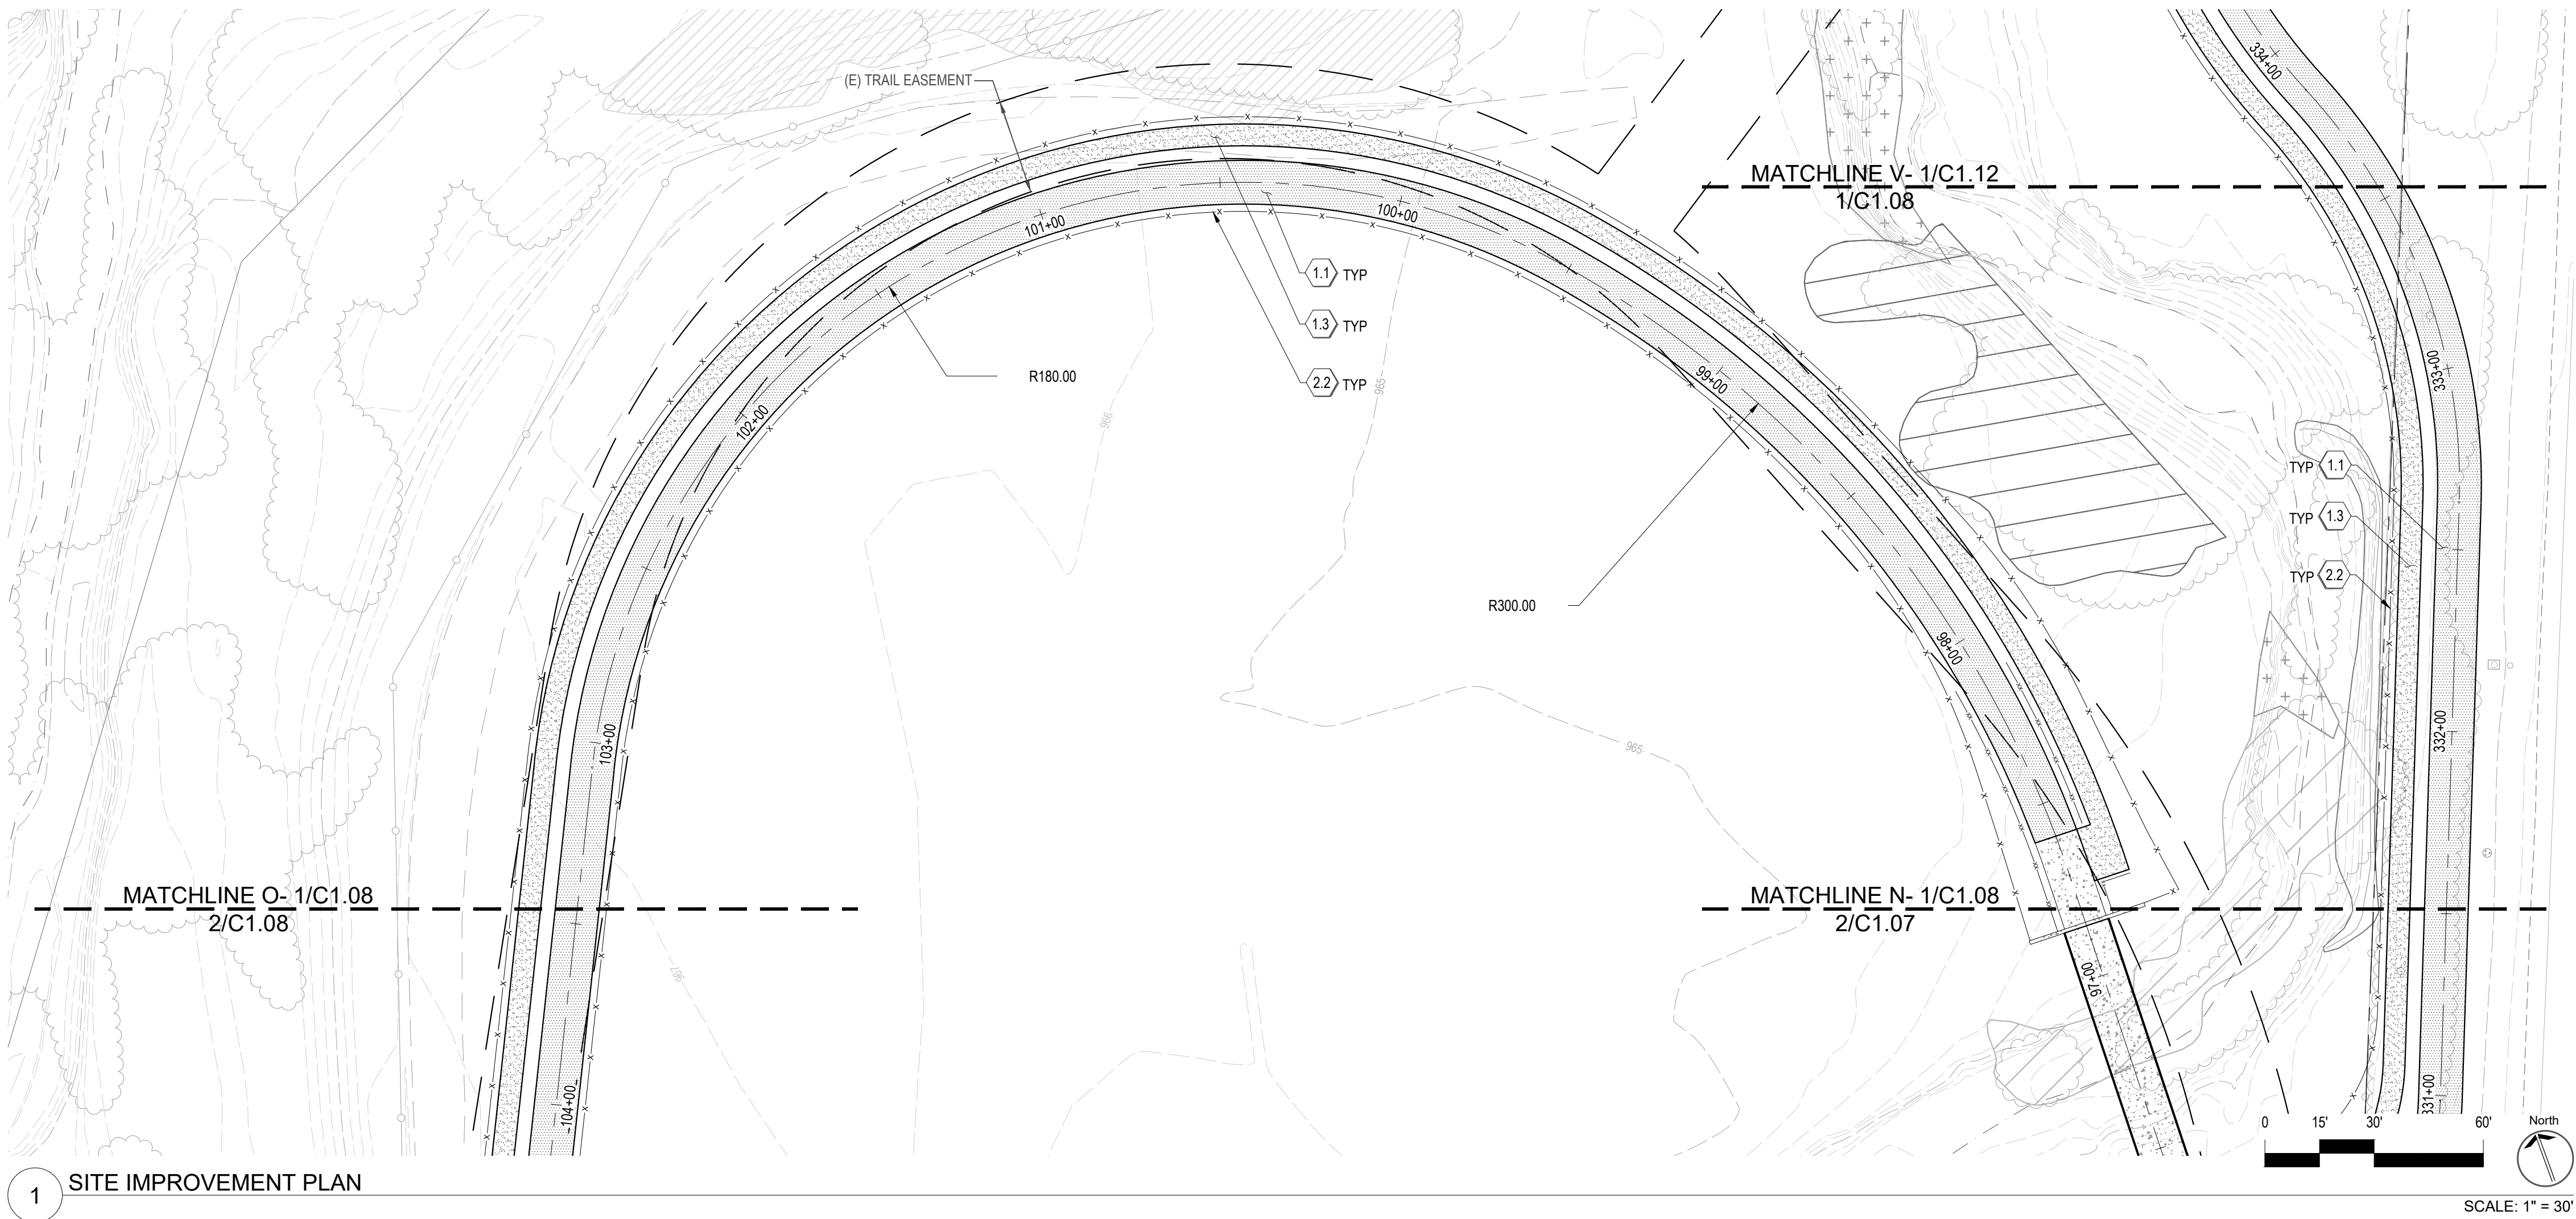 334+00
(E) TRAIL EASEMENT
MATCHLINE V- 1/C1.12
1/C1.08
101+00
100+00
1.1 TYP
1.3 TYP
2.2 TYP
R180.00
99+00
333+00
965
966
102+00
TYP 1.1
TYP 1.3
TYP 2.2
R300.00
98+00
103+00
332+00
965
MATCHLINE O- 1/C1.08
2/C1.08
MATCHLINE N- 1/C1.08
2/C1.07
967
97+00
104+00
331+00
0 15' 30' 60'
North
1 SITE IMPROVEMENT PLAN
SCALE: 1" = 30'